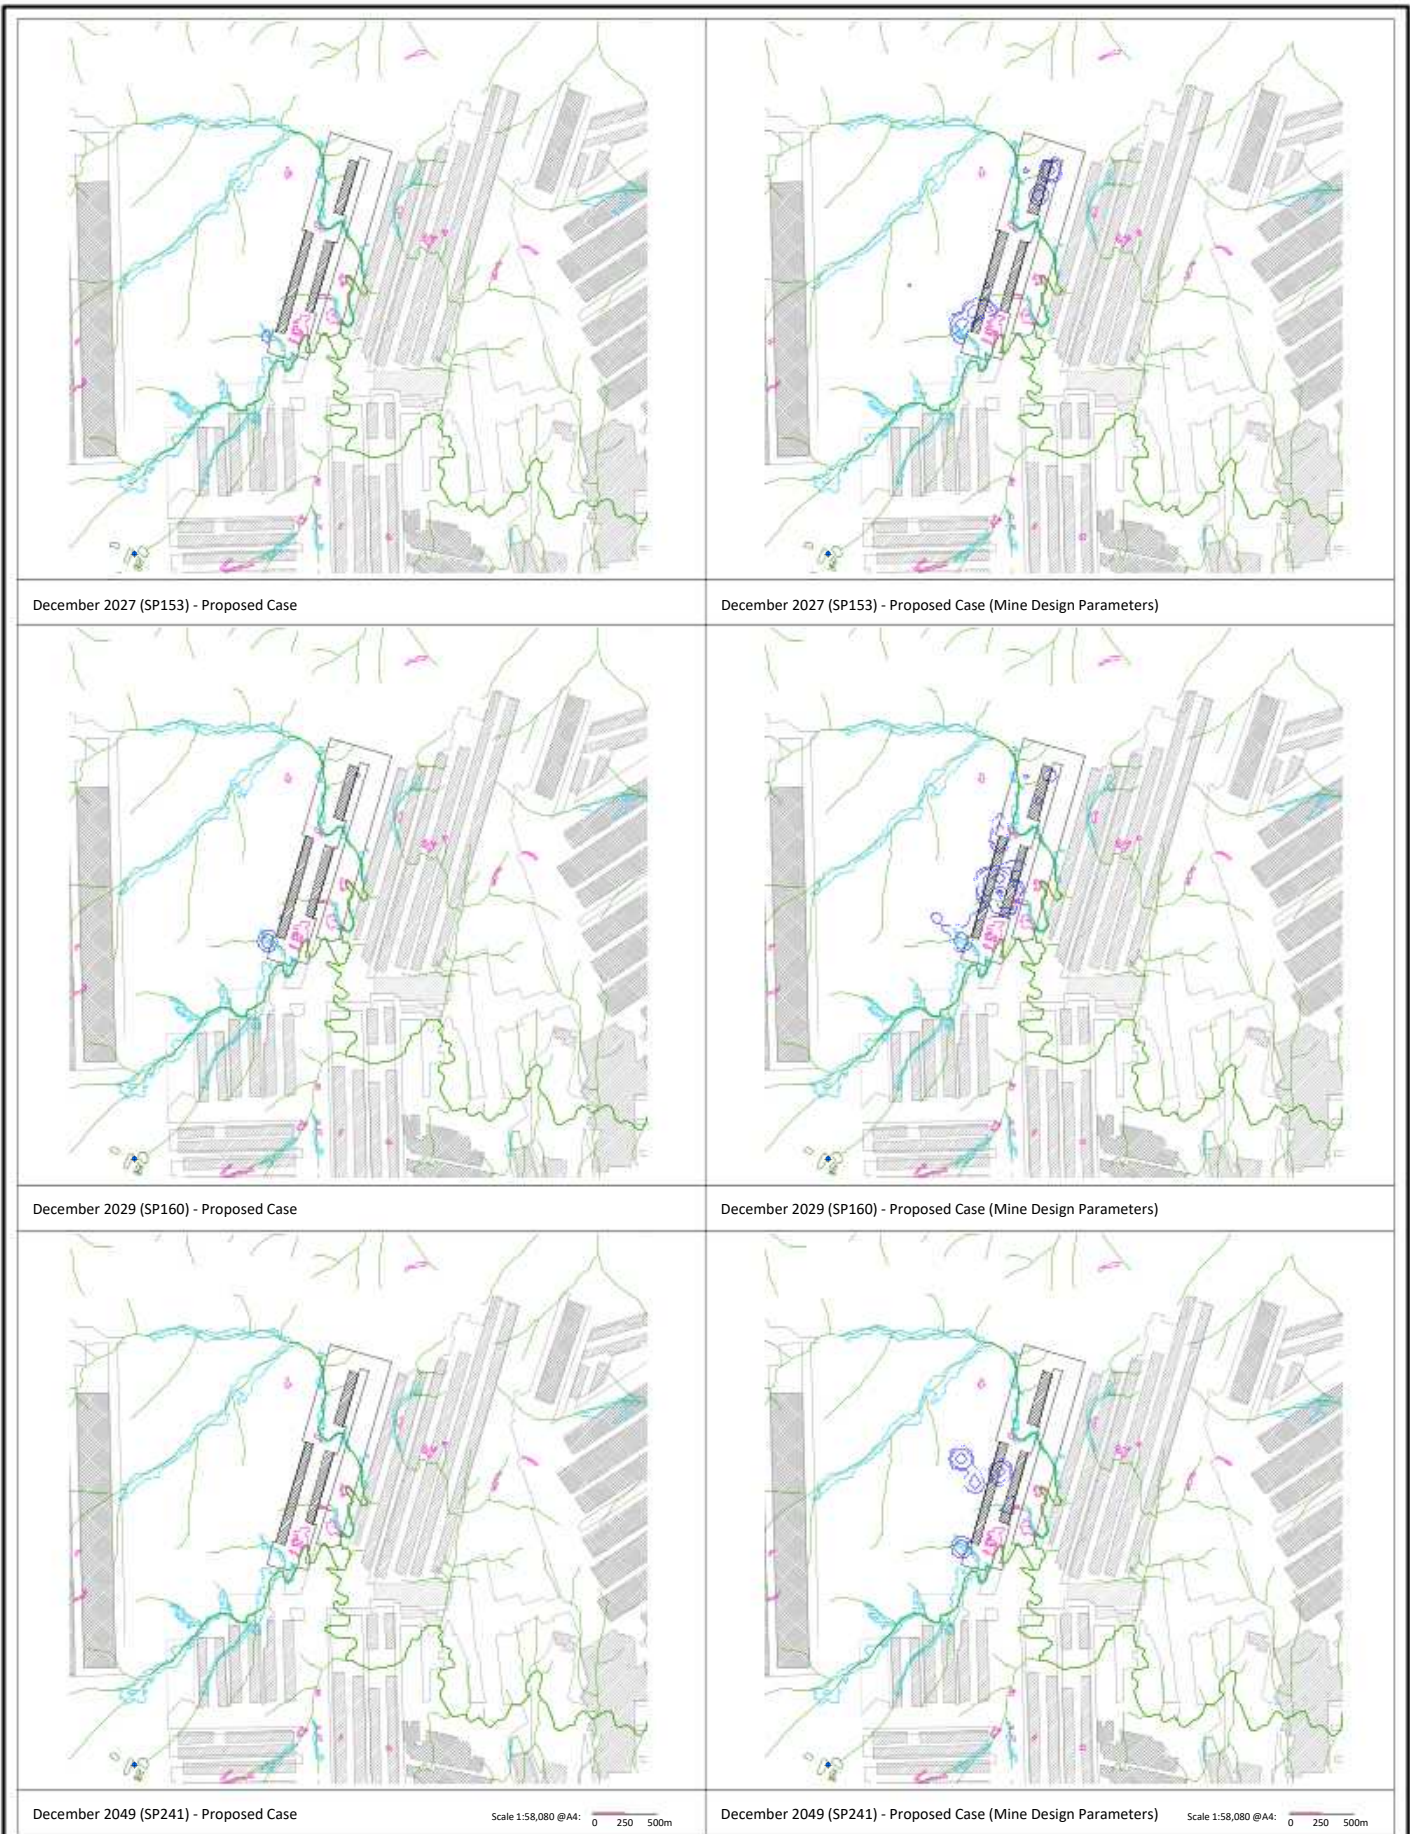 December 2027 (SP153) - Proposed Case
December 2027 (SP153) - Proposed Case (Mine Design Parameters)
December 2029 (SP160) - Proposed Case
December 2029 (SP160) - Proposed Case (Mine Design Parameters)
December 2049 (SP241) - Proposed Case
Scale 1:58,080 @A4:
0 250 500m
December 2049 (SP241) - Proposed Case (Mine Design Parameters)
Scale 1:58,080 @A4:
0 250 500m